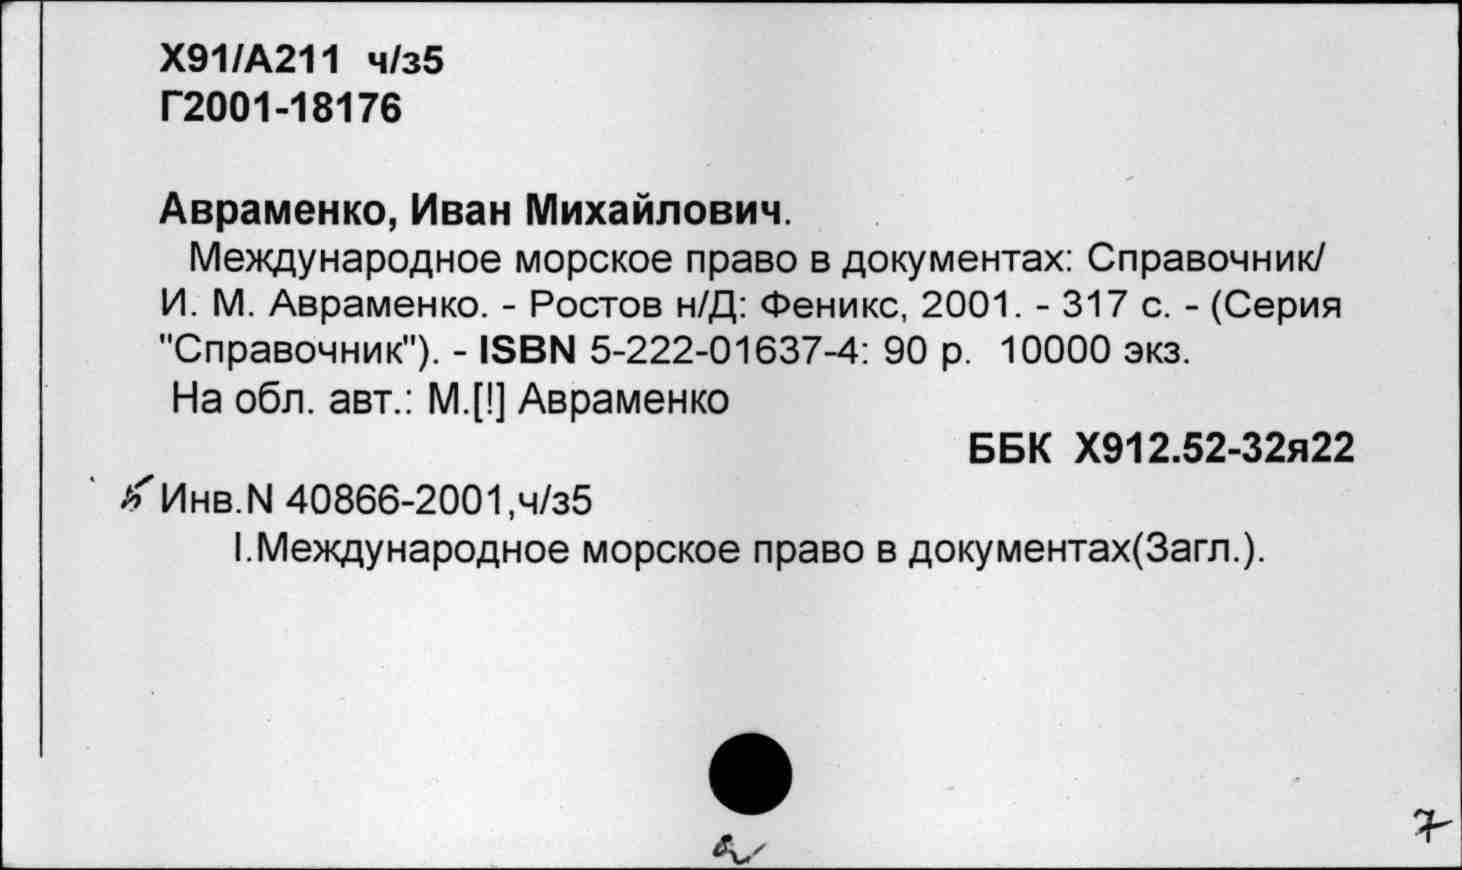 Х91/А211 ч/з5
Г2001-18176
Авраменко, Иван Михайлович.
Международное морское право в документах: Справочник/
И. М. Авраменко. - Ростов н/Д: Феникс, 2001. - 317 с. - (Серия
"Справочник"). - ISBN 5-222-01637-4: 90 р. 10000 экз.
На обл. авт.: М.[!] Авраменко
ББК Х912.52-32я22
Инв.N 40866-2001,ч/з5
I.Международное морское право в документах(Загл.).
7